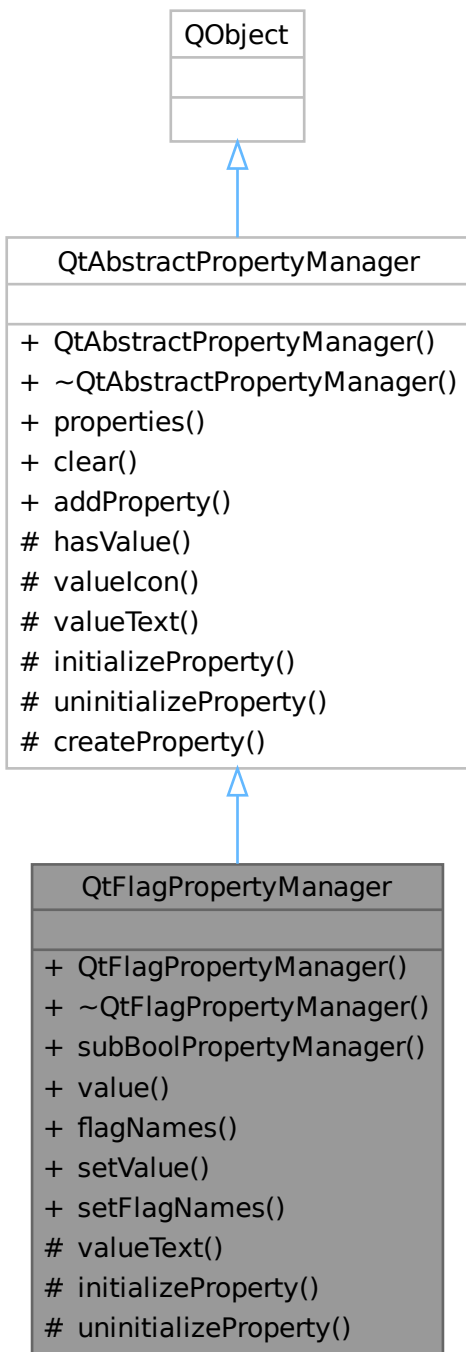 QObject
QtAbstractPropertyManager
+ QtAbstractPropertyManager()
+ ~QtAbstractPropertyManager()
+ properties()
+ clear()
+ addProperty()
# hasValue()
# valueIcon()
# valueText()
# initializeProperty()
# uninitializeProperty()
# createProperty()
QtFlagPropertyManager
+ QtFlagPropertyManager()
+ ~QtFlagPropertyManager()
+ subBoolPropertyManager()
+ value()
+ flagNames()
+ setValue()
+ setFlagNames()
# valueText()
# initializeProperty()
# uninitializeProperty()